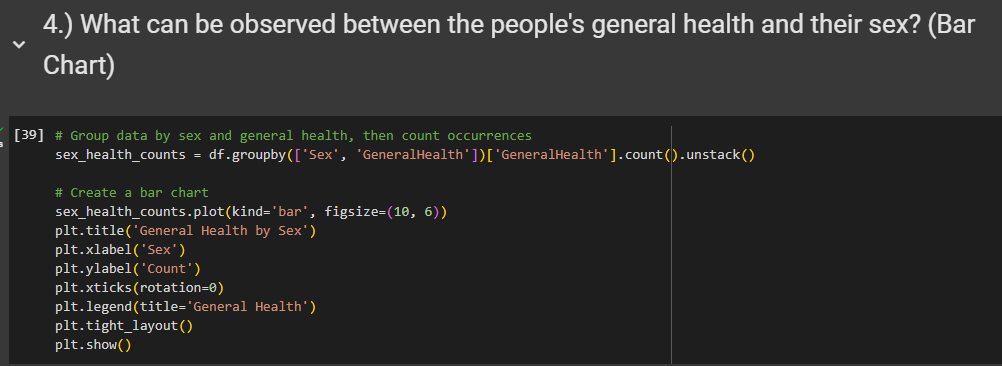 4.) What can be observed between the people's general health and their sex? (Bar
Chart)
[39] # Group data by sex and general health, then count occurrences
sex_health_counts = df.groupby(['Sex', 'GeneralHealth'])['GeneralHealth'].count().unstack()
# Create a bar chart
sex_health_counts.plot(kind='bar', figsize=(10, 6))
plt.title('General Health by Sex')
plt.xlabel('Sex')
plt.ylabel('Count')
plt.xticks(rotation=0)
plt.legend(title='General Health')
plt.tight_layout()
plt.show()